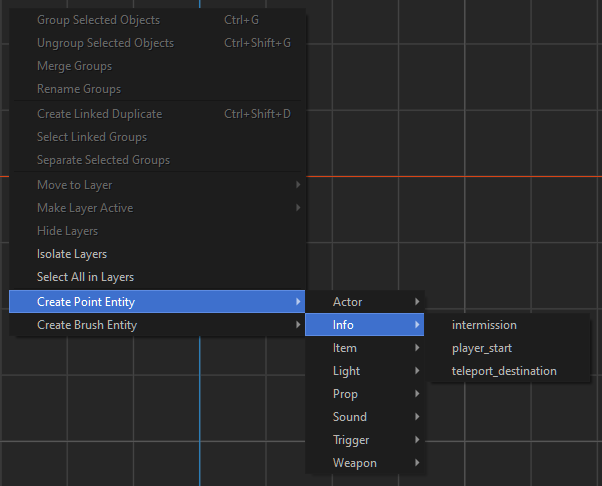 Group Selected Objects Ctrl+G
Ungroup Selected Objects Ctrl+Shift+G
Merge Groups
Rename Groups
Create Linked Duplicate Ctrl+Shift+D
Select Linked Groups
Separate Selected Groups
Move to Layer
Make Layer Active
Hide Layers
Isolate Layers
Select All in Layers
Create Point Entity
Create Brush Entity
Actor
Info
Item
Light
Prop
Sound
Trigger
Weapon
intermission
player_start
teleport_destination